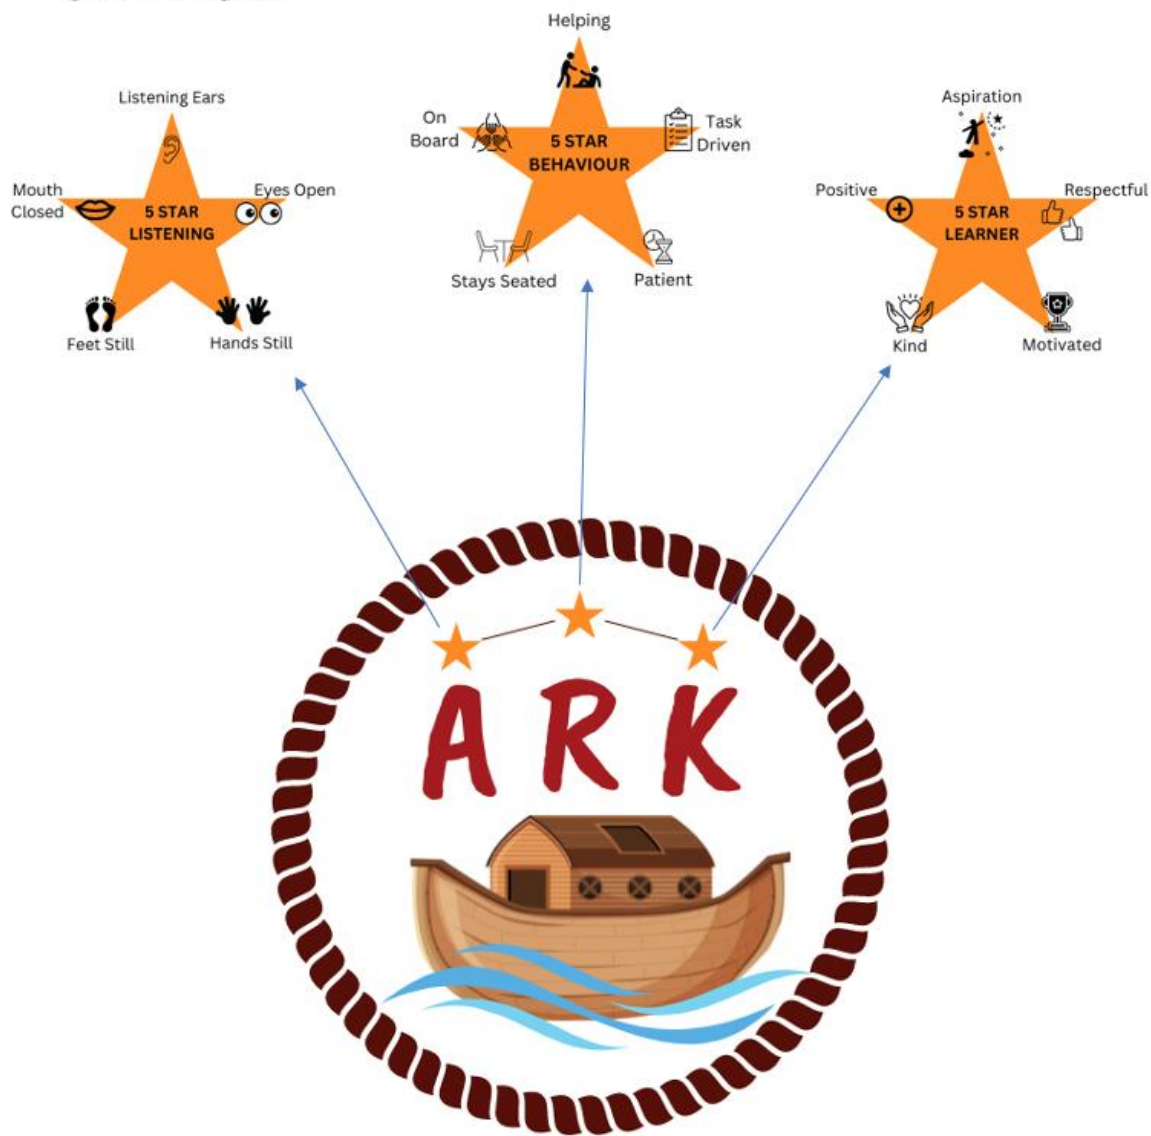 Helping
On
Board
Task
Driven
5 STAR
BEHAVIOUR
Stays Seated
Patient
Listening Ears
Mouth
Closed
Eyes Open
5 STAR
LISTENING
Feet Still
Hands Still
Aspiration
Positive
Respectful
5 STAR
LEARNER
Kind
Motivated
ARK